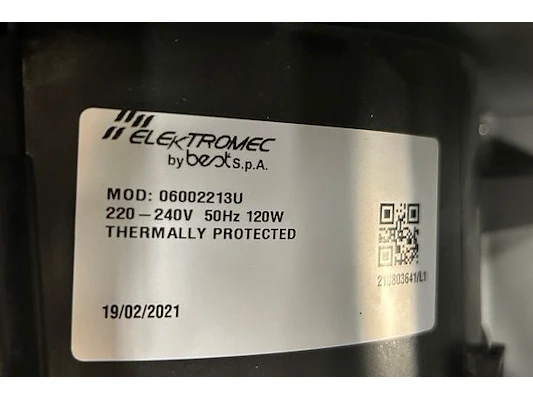 ELEKTROMEC
by best S.p.A.
MOD: 06002213U
220-240V 50Hz 120W
THERMALLY PROTECTED
210803641/L1
19/02/2021